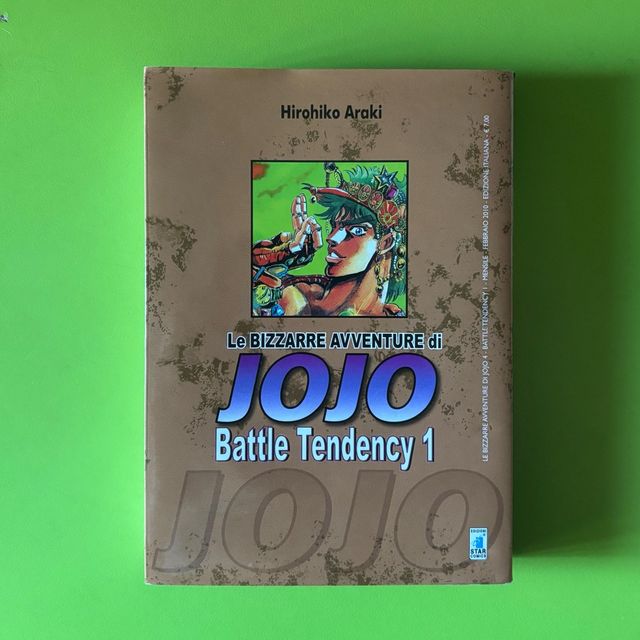 Hirohiko Araki
Le BIZZARRE AVVENTURE di
JOJO
Battle Tendency 1
JOJO
LE BIZZARRE AVVENTURE DI JOJO 4 - BATTLE TENDENCY 1 - MENSILE - FEBBRAIO 2010 - EDIZIONE ITALIANA - € 7,00
EDIZIONI
STAR
COMICS